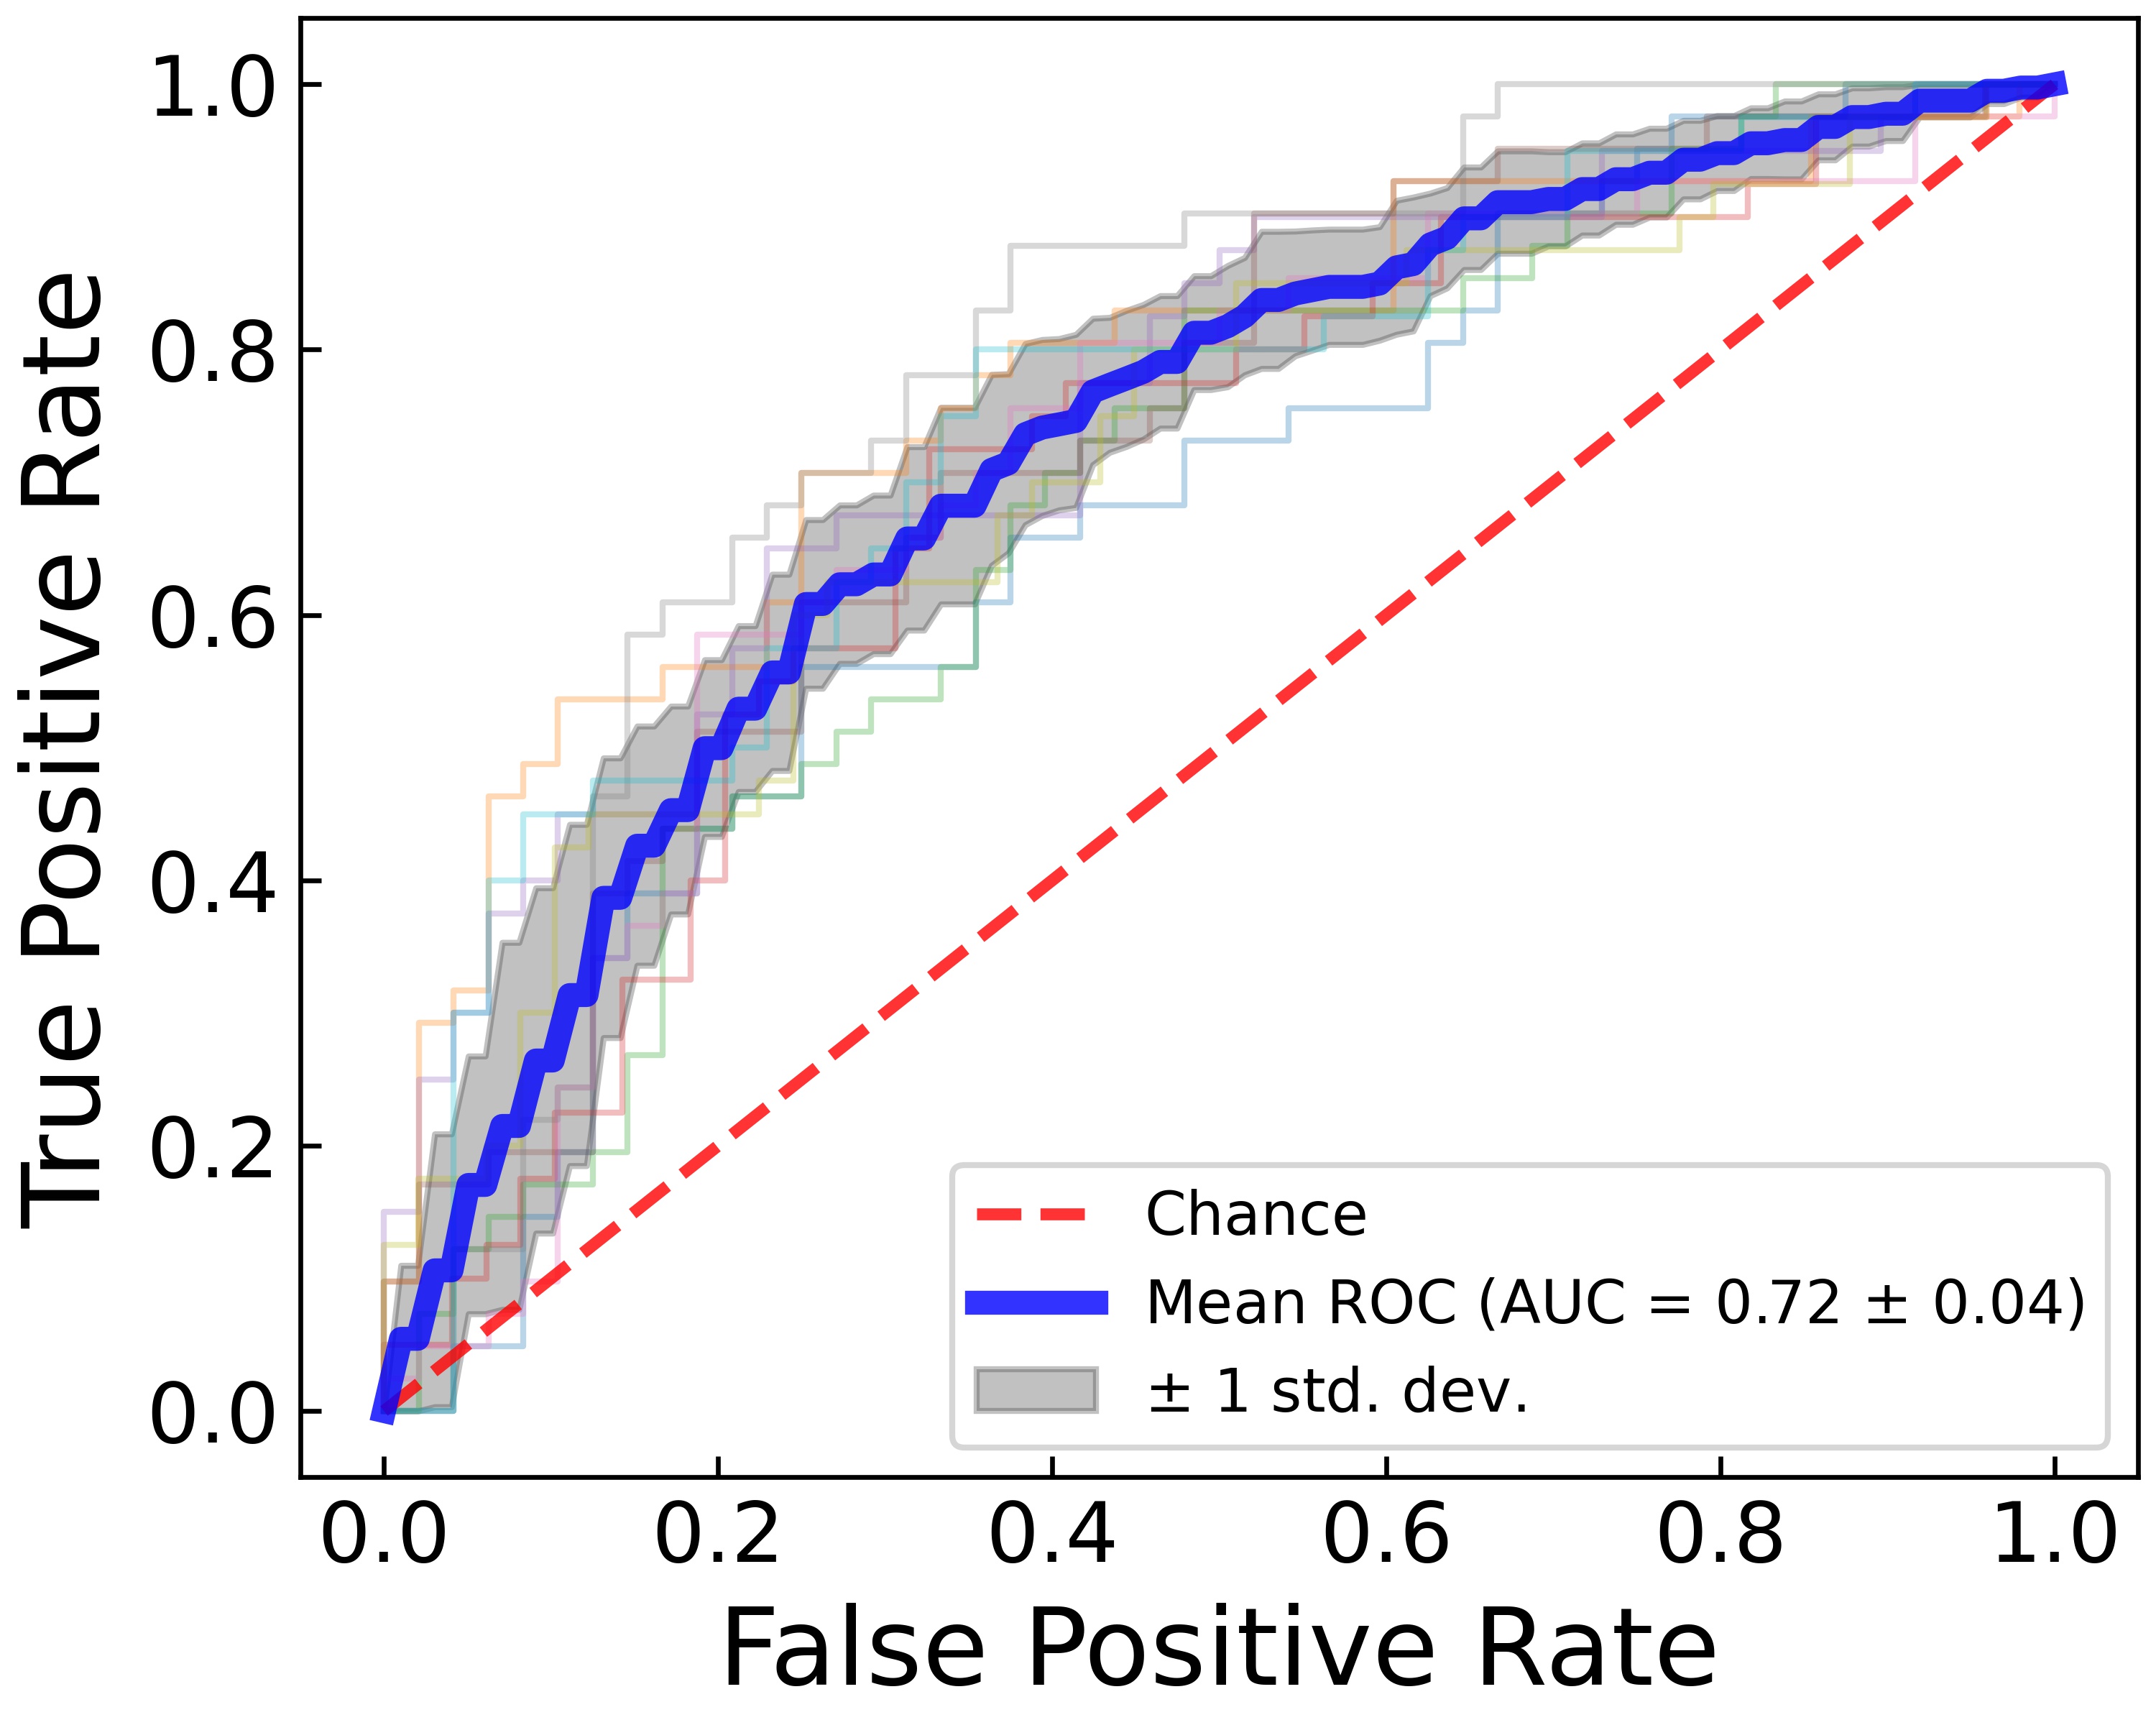 True Positive Rate
1.0
0.8
0.6
0.4
0.2
0.0
Chance
Mean ROC (AUC = 0.72 ± 0.04)
± 1 std. dev.
0.0 0.2 0.4 0.6 0.8 1.0
False Positive Rate